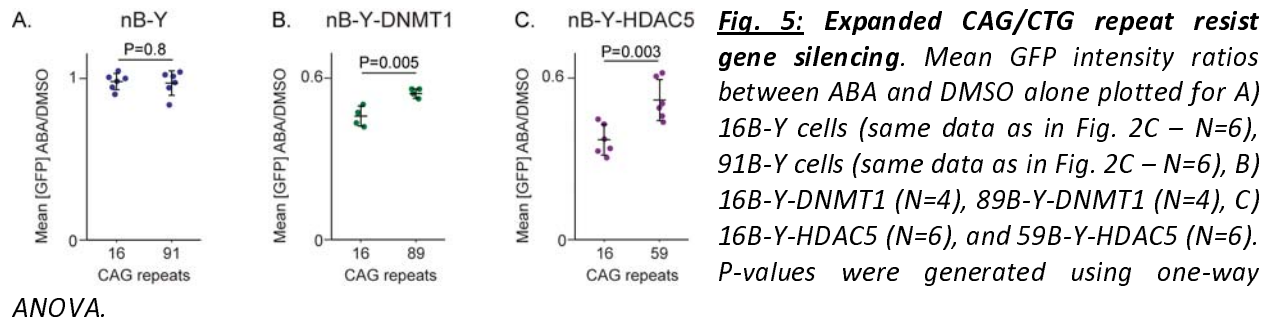 A. nB-Y
Mean [GFP] ABA/DMSO
1
0
P=0.8
16 91
CAG repeats
B. nB-Y-DNMT1
Mean [GFP] ABA/DMSO
0.6
0
P=0.005
16 89
CAG repeats
C. nB-Y-HDAC5
Mean [GFP] ABA/DMSO
0.6
0
P=0.003
16 59
CAG repeats
Fig. 5: Expanded CAG/CTG repeat resist
gene silencing. Mean GFP intensity ratios
between ABA and DMSO alone plotted for A)
16B-Y cells (same data as in Fig. 2C – N=6),
91B-Y cells (same data as in Fig. 2C – N=6), B)
16B-Y-DNMT1 (N=4), 89B-Y-DNMT1 (N=4), C)
16B-Y-HDAC5 (N=6), and 59B-Y-HDAC5 (N=6).
P-values were generated using one-way
ANOVA.